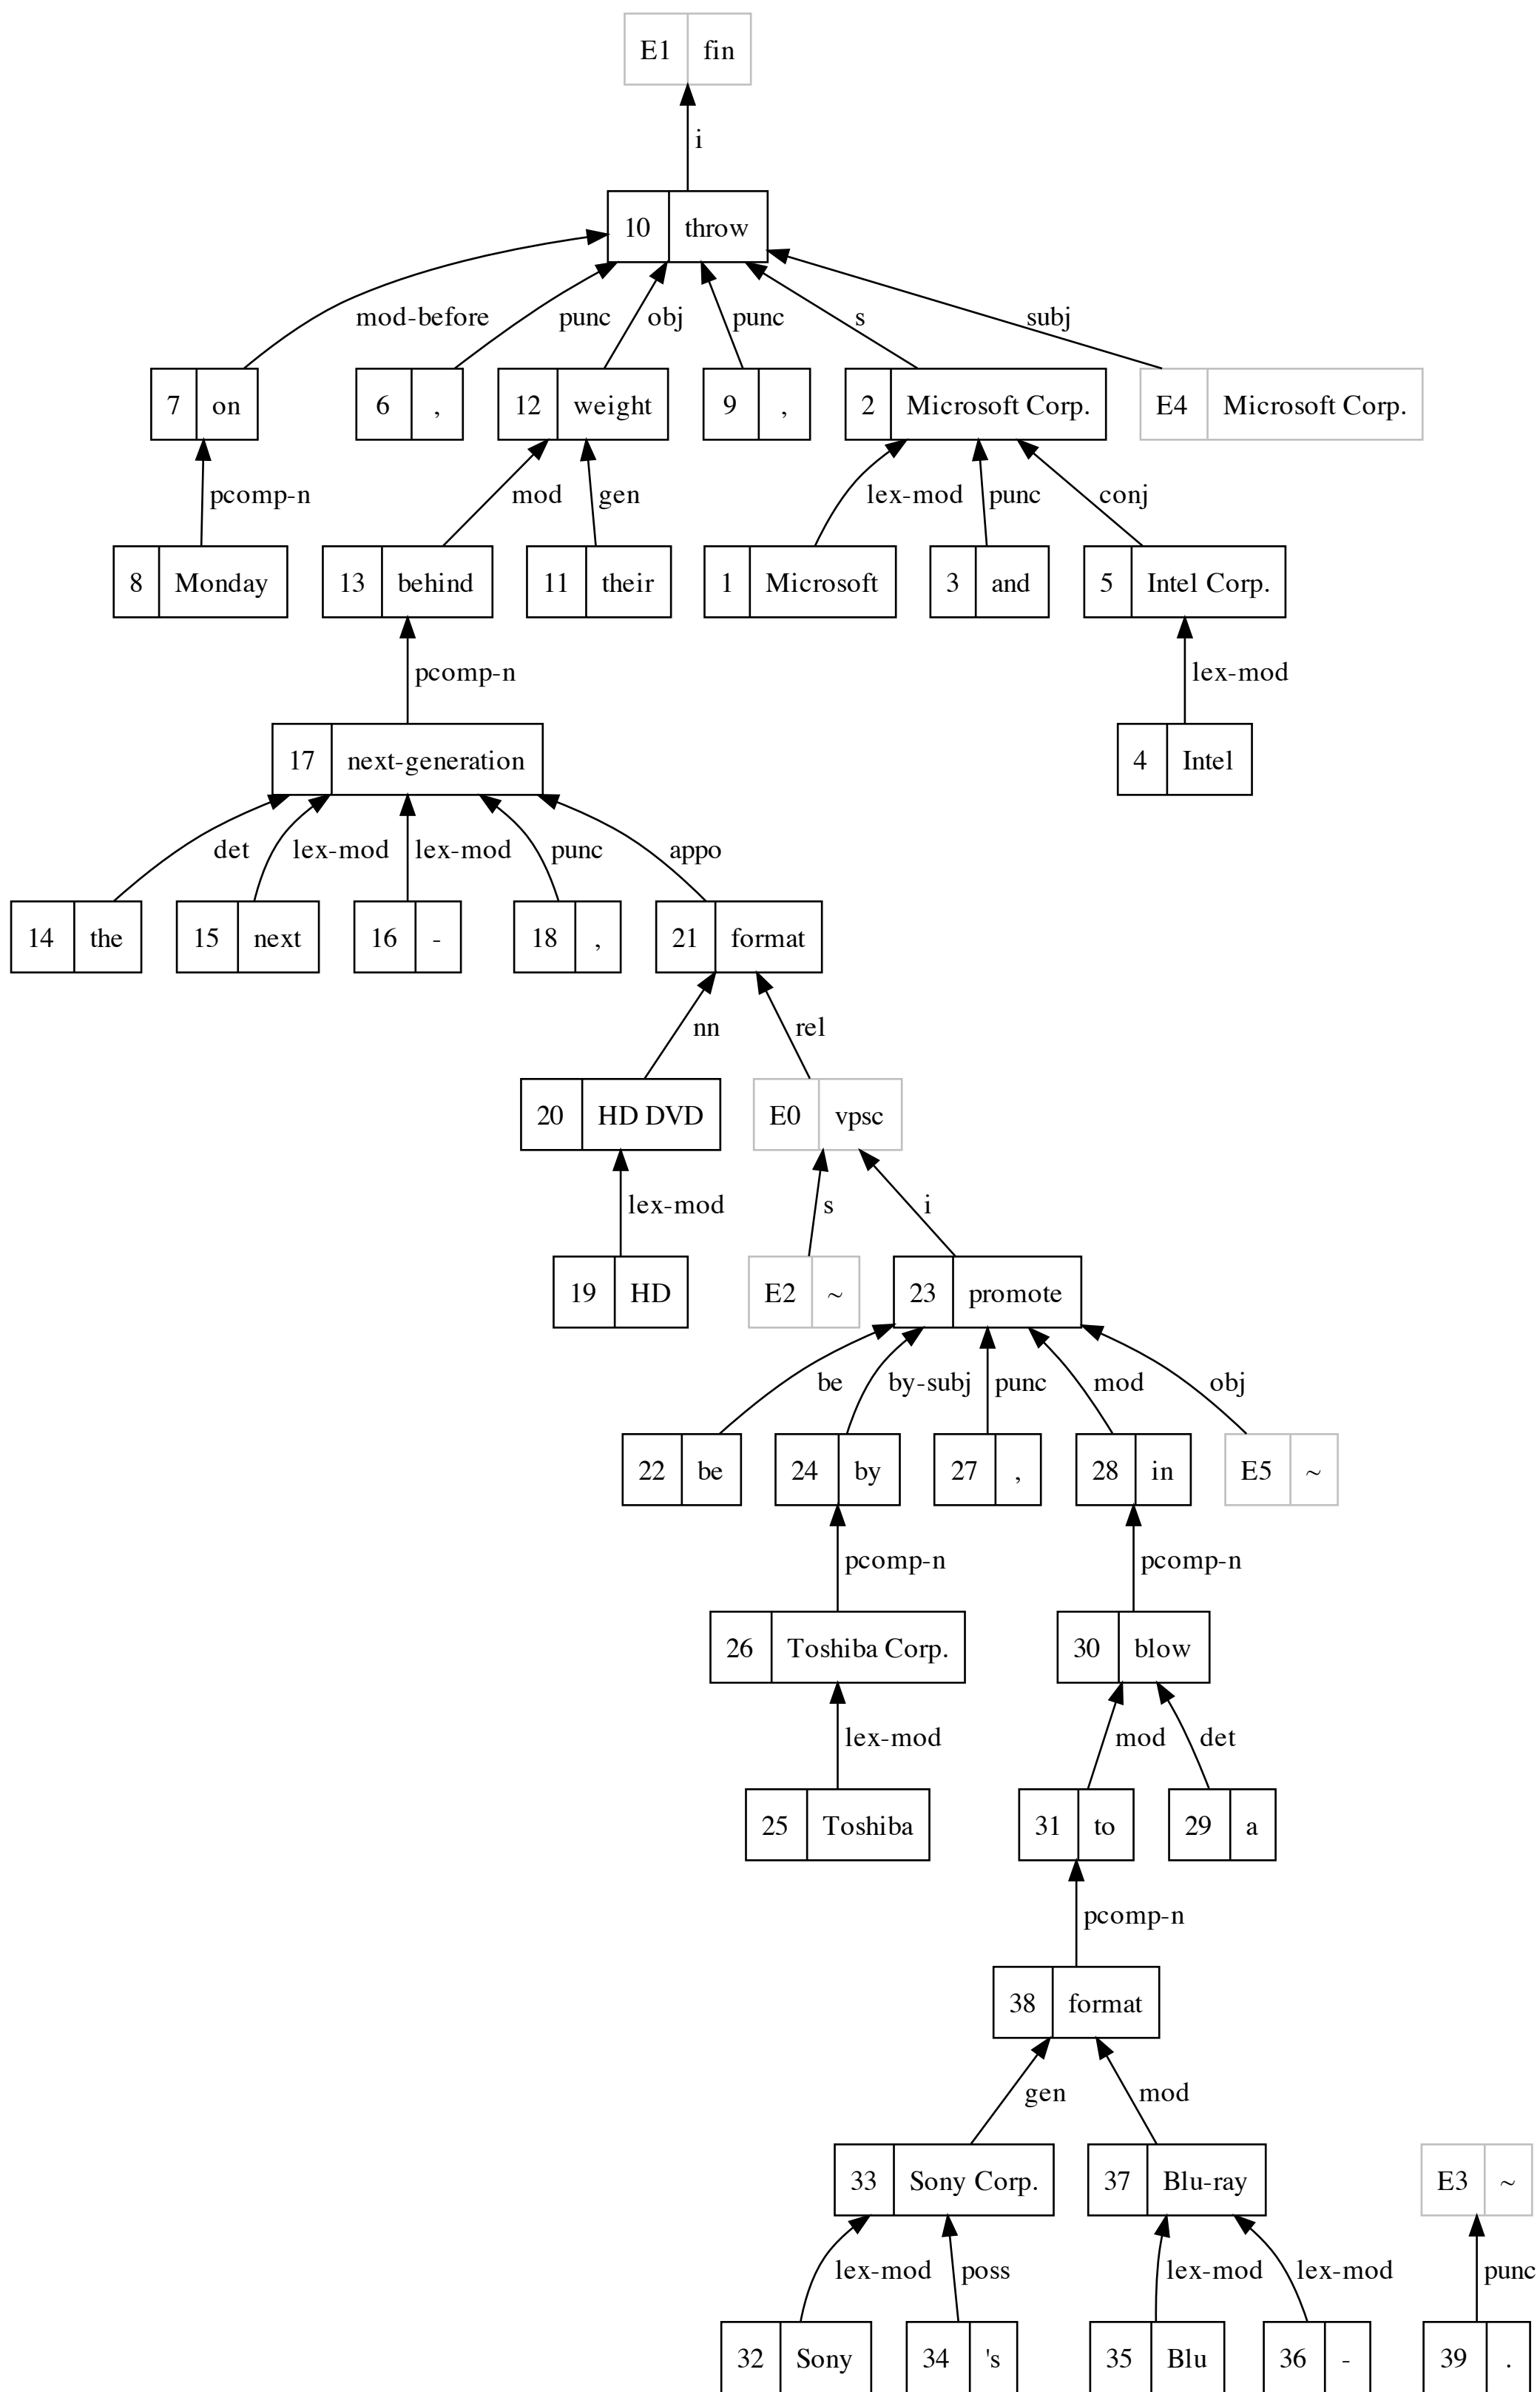 E1 fin
i
10 throw
mod-before punc obj punc s subj
7 on 6 , 12 weight 9 , 2 Microsoft Corp. E4 Microsoft Corp.
pcomp-n mod gen lex-mod punc conj
8 Monday 13 behind 11 their 1 Microsoft 3 and 5 Intel Corp.
pcomp-n lex-mod
17 next-generation 4 Intel
det lex-mod lex-mod punc appo
14 the 15 next 16 - 18 , 21 format
nn rel
20 HD DVD E0 vpsc
lex-mod s i
19 HD E2 ~ 23 promote
be by-subj punc mod obj
22 be 24 by 27 , 28 in E5 ~
pcomp-n pcomp-n
26 Toshiba Corp. 30 blow
lex-mod mod det
25 Toshiba 31 to 29 a
pcomp-n
38 format
gen mod
33 Sony Corp. 37 Blu-ray E3 ~
lex-mod poss lex-mod lex-mod punc
32 Sony 34 's 35 Blu 36 - 39 .